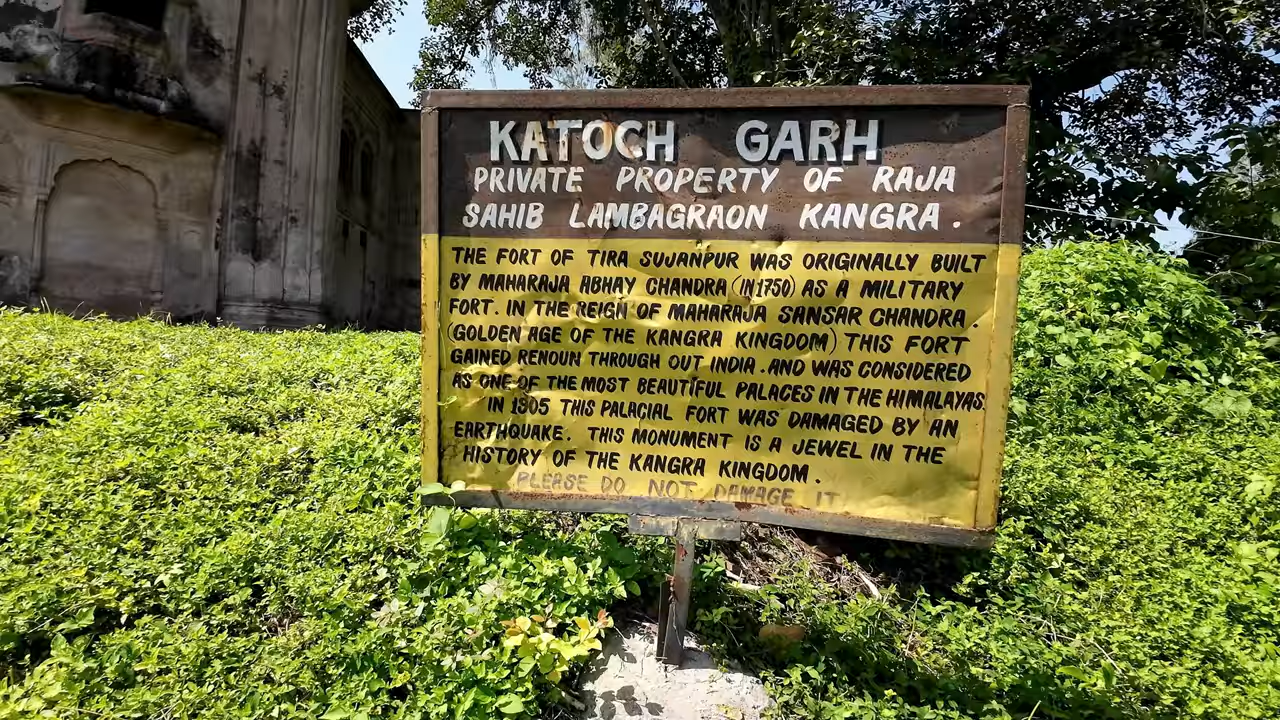 KATOCH GARH
PRIVATE PROPERTY OF RAJA
SAHIB LAMBAGRAON KANGRA.
THE FORT OF TIRA SUJANPUR WAS ORIGINALLY BUILT
BY MAHARAJA ABHAY CHANDRA (IN 1750) AS A MILITARY
FORT. IN THE REIGN OF MAHARAJA SANSAR CHANDRA.
(GOLDEN AGE OF THE KANGRA KINGDOM) THIS FORT
GAINED RENOUN THROUGH OUT INDIA. AND WAS CONSIDERED
AS ONE OF THE MOST BEAUTIFUL PALACES IN THE HIMALAYAS
IN 1905 THIS PALACIAL FORT WAS DAMAGED BY AN
EARTHQUAKE. THIS MONUMENT IS A JEWEL IN THE
HISTORY OF THE KANGRA KINGDOM.
PLEASE DO NOT DAMAGE IT